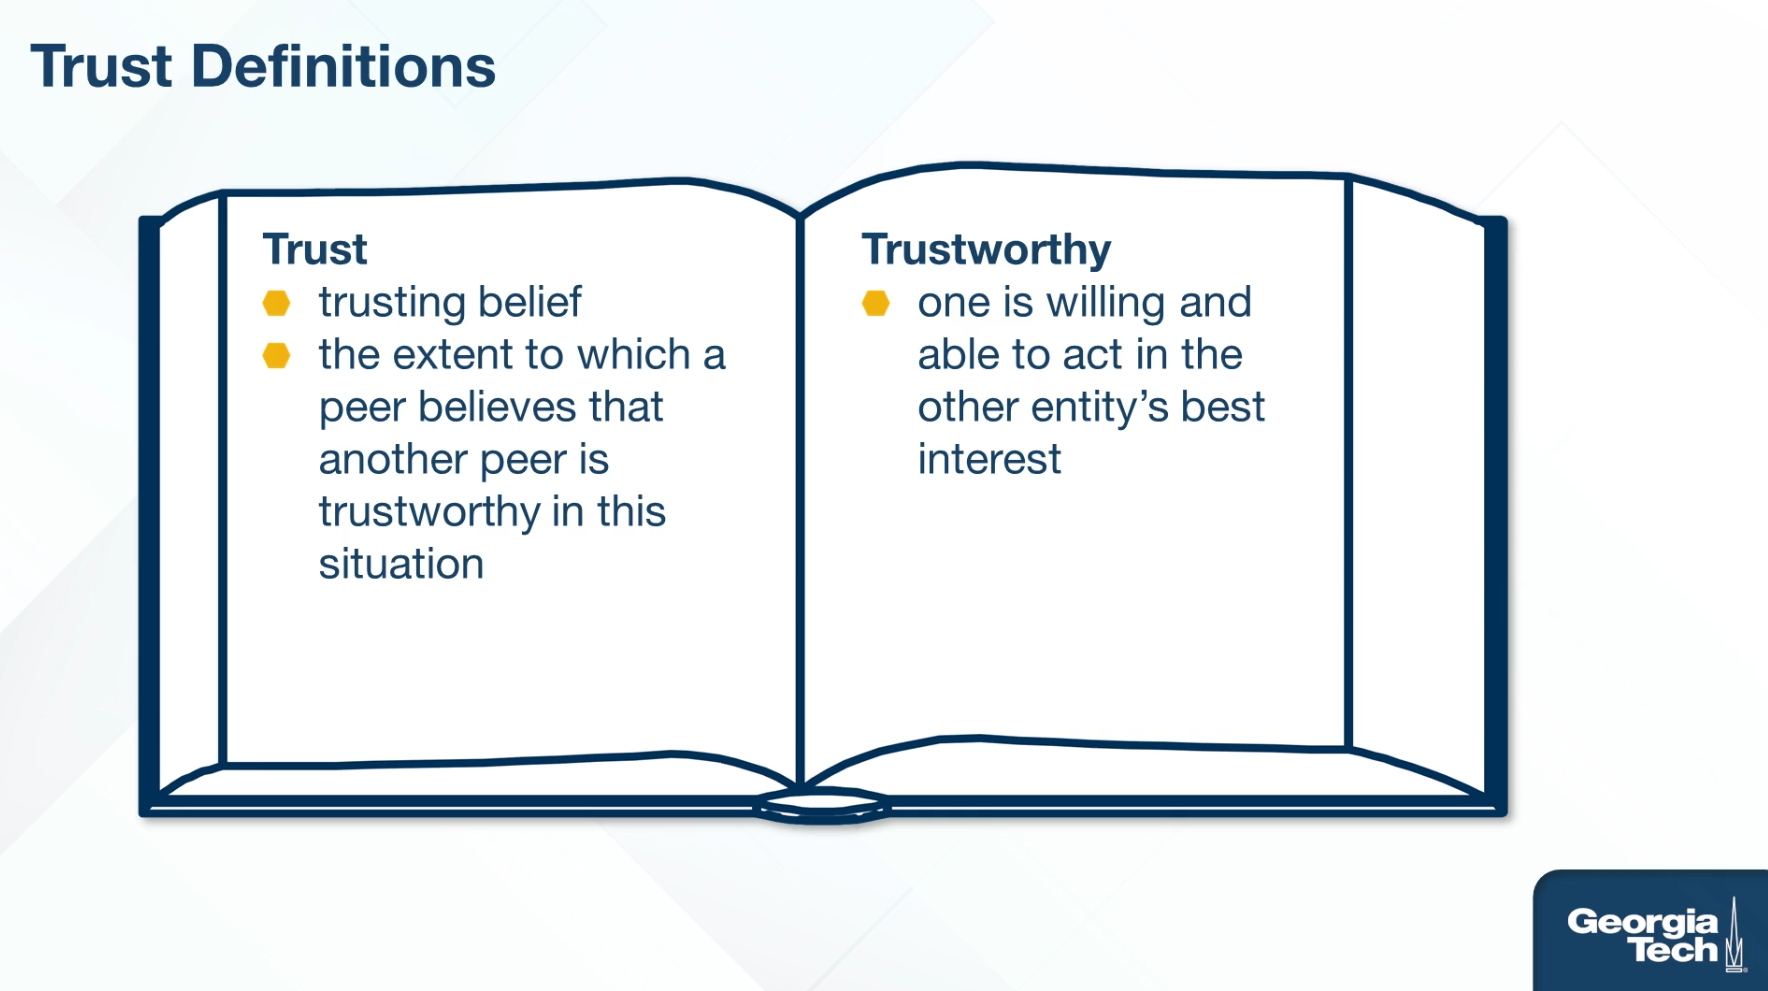 Trust Definitions
Trust
trusting belief
the extent to which a
peer believes that
another peer is
trustworthy in this
situation
Trustworthy
one is willing and
able to act in the
other entity’s best
interest
Georgia
Tech